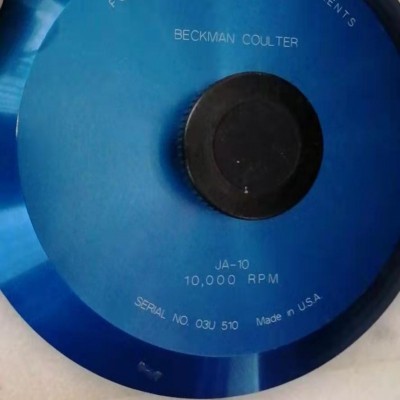 BECKMAN COULTER
JA-10
10,000 RPM
SERIAL NO. 03U 510 Made in U.S.A.